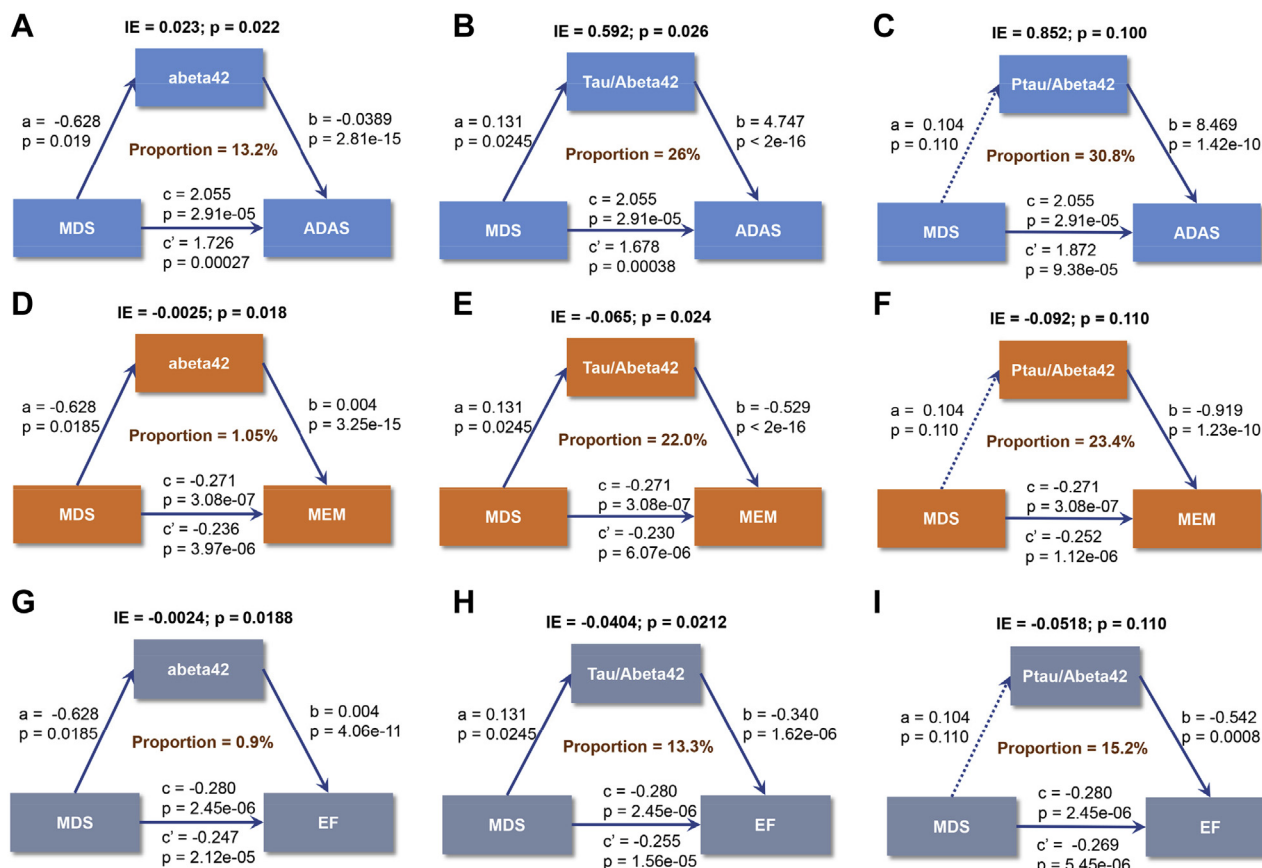 A
IE = 0.023; p = 0.022
abeta42
a = -0.628
p = 0.019
b = -0.0389
p = 2.81e-15
Proportion = 13.2%
MDS
c = 2.055
p = 2.91e-05
c' = 1.726
p = 0.00027
ADAS
B
IE = 0.592; p = 0.026
Tau/Abeta42
a = 0.131
p = 0.0245
b = 4.747
p < 2e-16
Proportion = 26%
MDS
c = 2.055
p = 2.91e-05
c' = 1.678
p = 0.00038
ADAS
C
IE = 0.852; p = 0.100
Ptau/Abeta42
a = 0.104
p = 0.110
b = 8.469
p = 1.42e-10
Proportion = 30.8%
MDS
c = 2.055
p = 2.91e-05
c' = 1.872
p = 9.38e-05
ADAS
D
IE = -0.0025; p = 0.018
abeta42
a = -0.628
p = 0.0185
b = 0.004
p = 3.25e-15
Proportion = 1.05%
MDS
c = -0.271
p = 3.08e-07
c' = -0.236
p = 3.97e-06
MEM
E
IE = -0.065; p = 0.024
Tau/Abeta42
a = 0.131
p = 0.0245
b = -0.529
p < 2e-16
Proportion = 22.0%
MDS
c = -0.271
p = 3.08e-07
c' = -0.230
p = 6.07e-06
MEM
F
IE = -0.092; p = 0.110
Ptau/Abeta42
a = 0.104
p = 0.110
b = -0.919
p = 1.23e-10
Proportion = 23.4%
MDS
c = -0.271
p = 3.08e-07
c' = -0.252
p = 1.12e-06
MEM
G
IE = -0.0024; p = 0.0188
abeta42
a = -0.628
p = 0.0185
b = 0.004
p = 4.06e-11
Proportion = 0.9%
MDS
c = -0.280
p = 2.45e-06
c' = -0.247
p = 2.12e-05
EF
H
IE = -0.0404; p = 0.0212
Tau/Abeta42
a = 0.131
p = 0.0245
b = -0.340
p = 1.62e-06
Proportion = 13.3%
MDS
c = -0.280
p = 2.45e-06
c' = -0.255
p = 1.56e-05
EF
I
IE = -0.0518; p = 0.110
Ptau/Abeta42
a = 0.104
p = 0.110
b = -0.542
p = 0.0008
Proportion = 15.2%
MDS
c = -0.280
p = 2.45e-06
c' = -0.269
p = 5.45e-06
EF